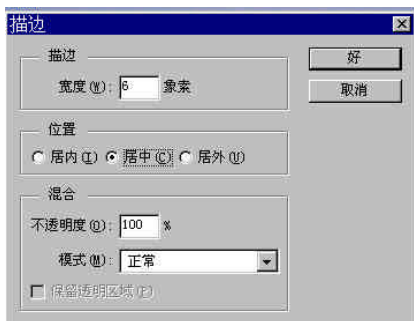 描边
描边
好
宽度(W): 6 象素
取消
位置
居内(I) 居中(C) 居外(U)
混合
不透明度(O): 100 %
模式(M): 正常
保留透明区域(P)